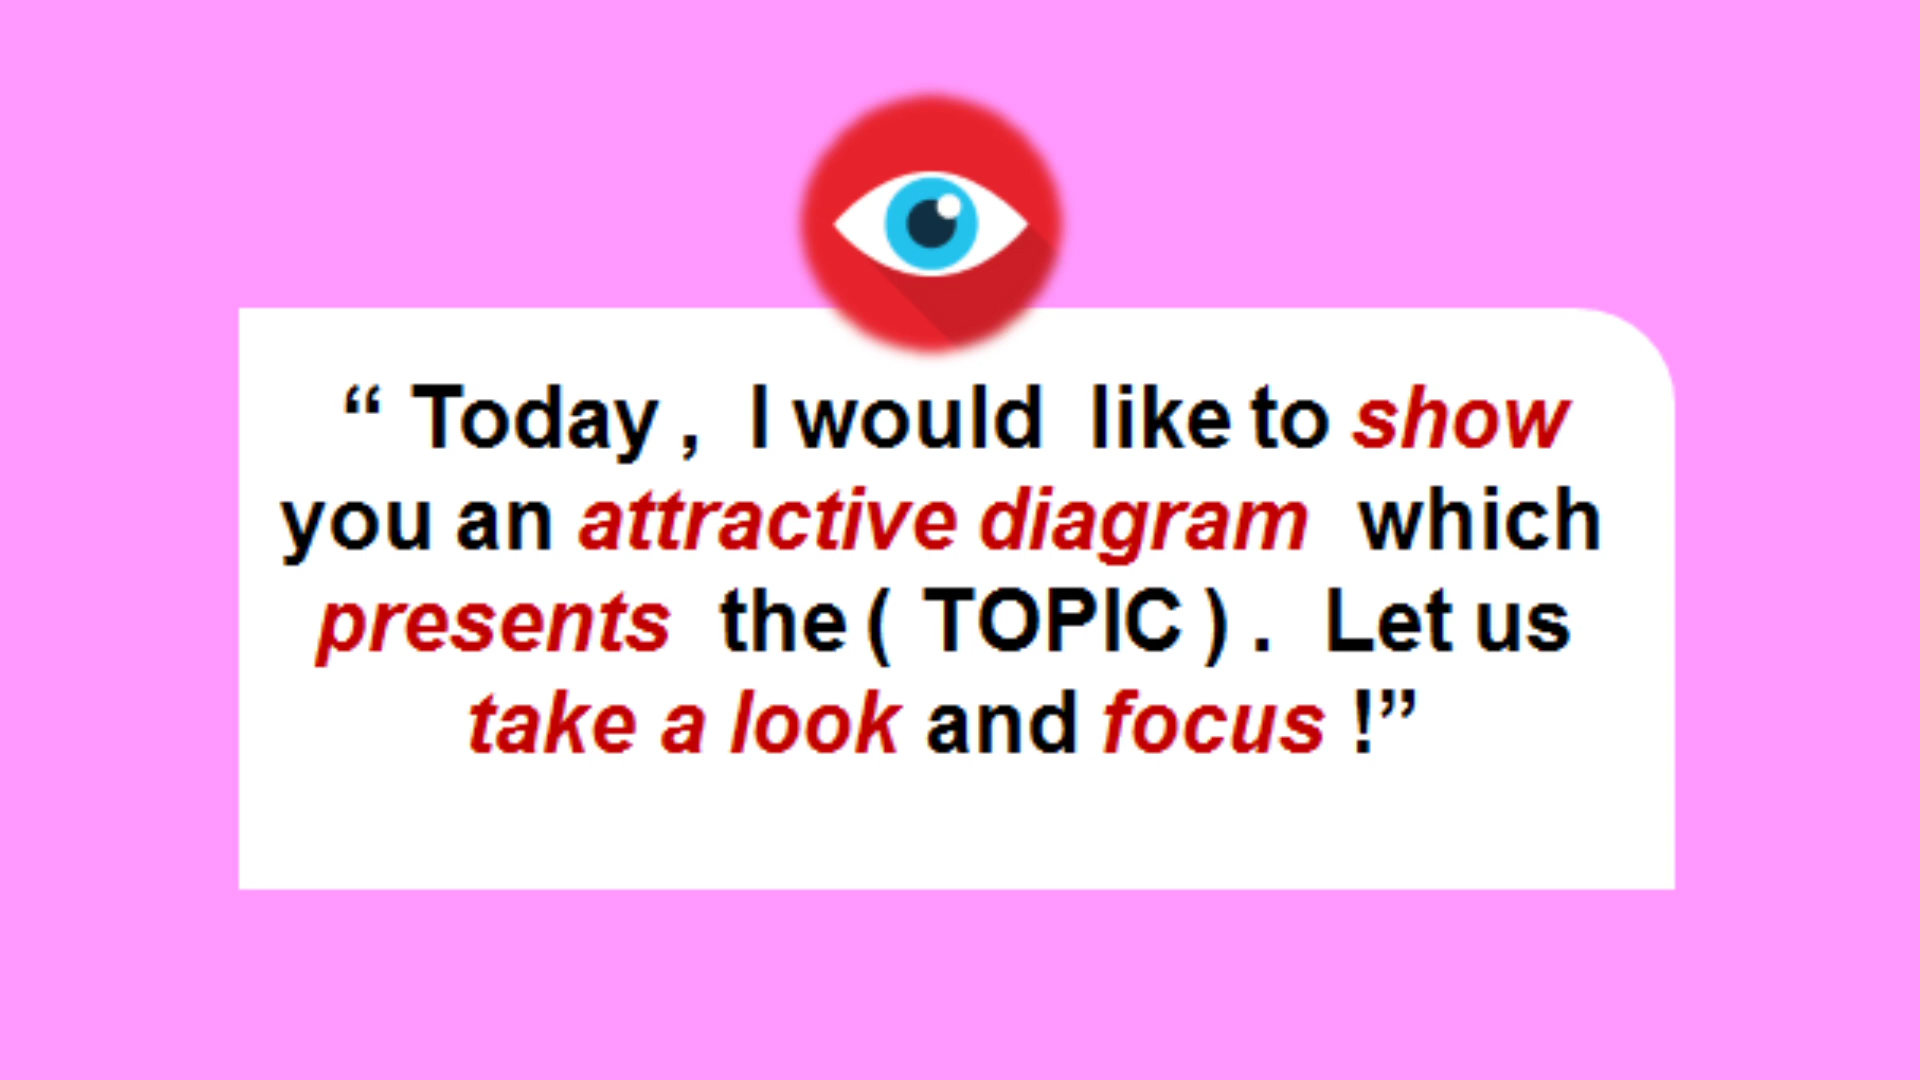 “ Today , I would like to show
you an attractive diagram which
presents the ( TOPIC ) . Let us
take a look and focus !”